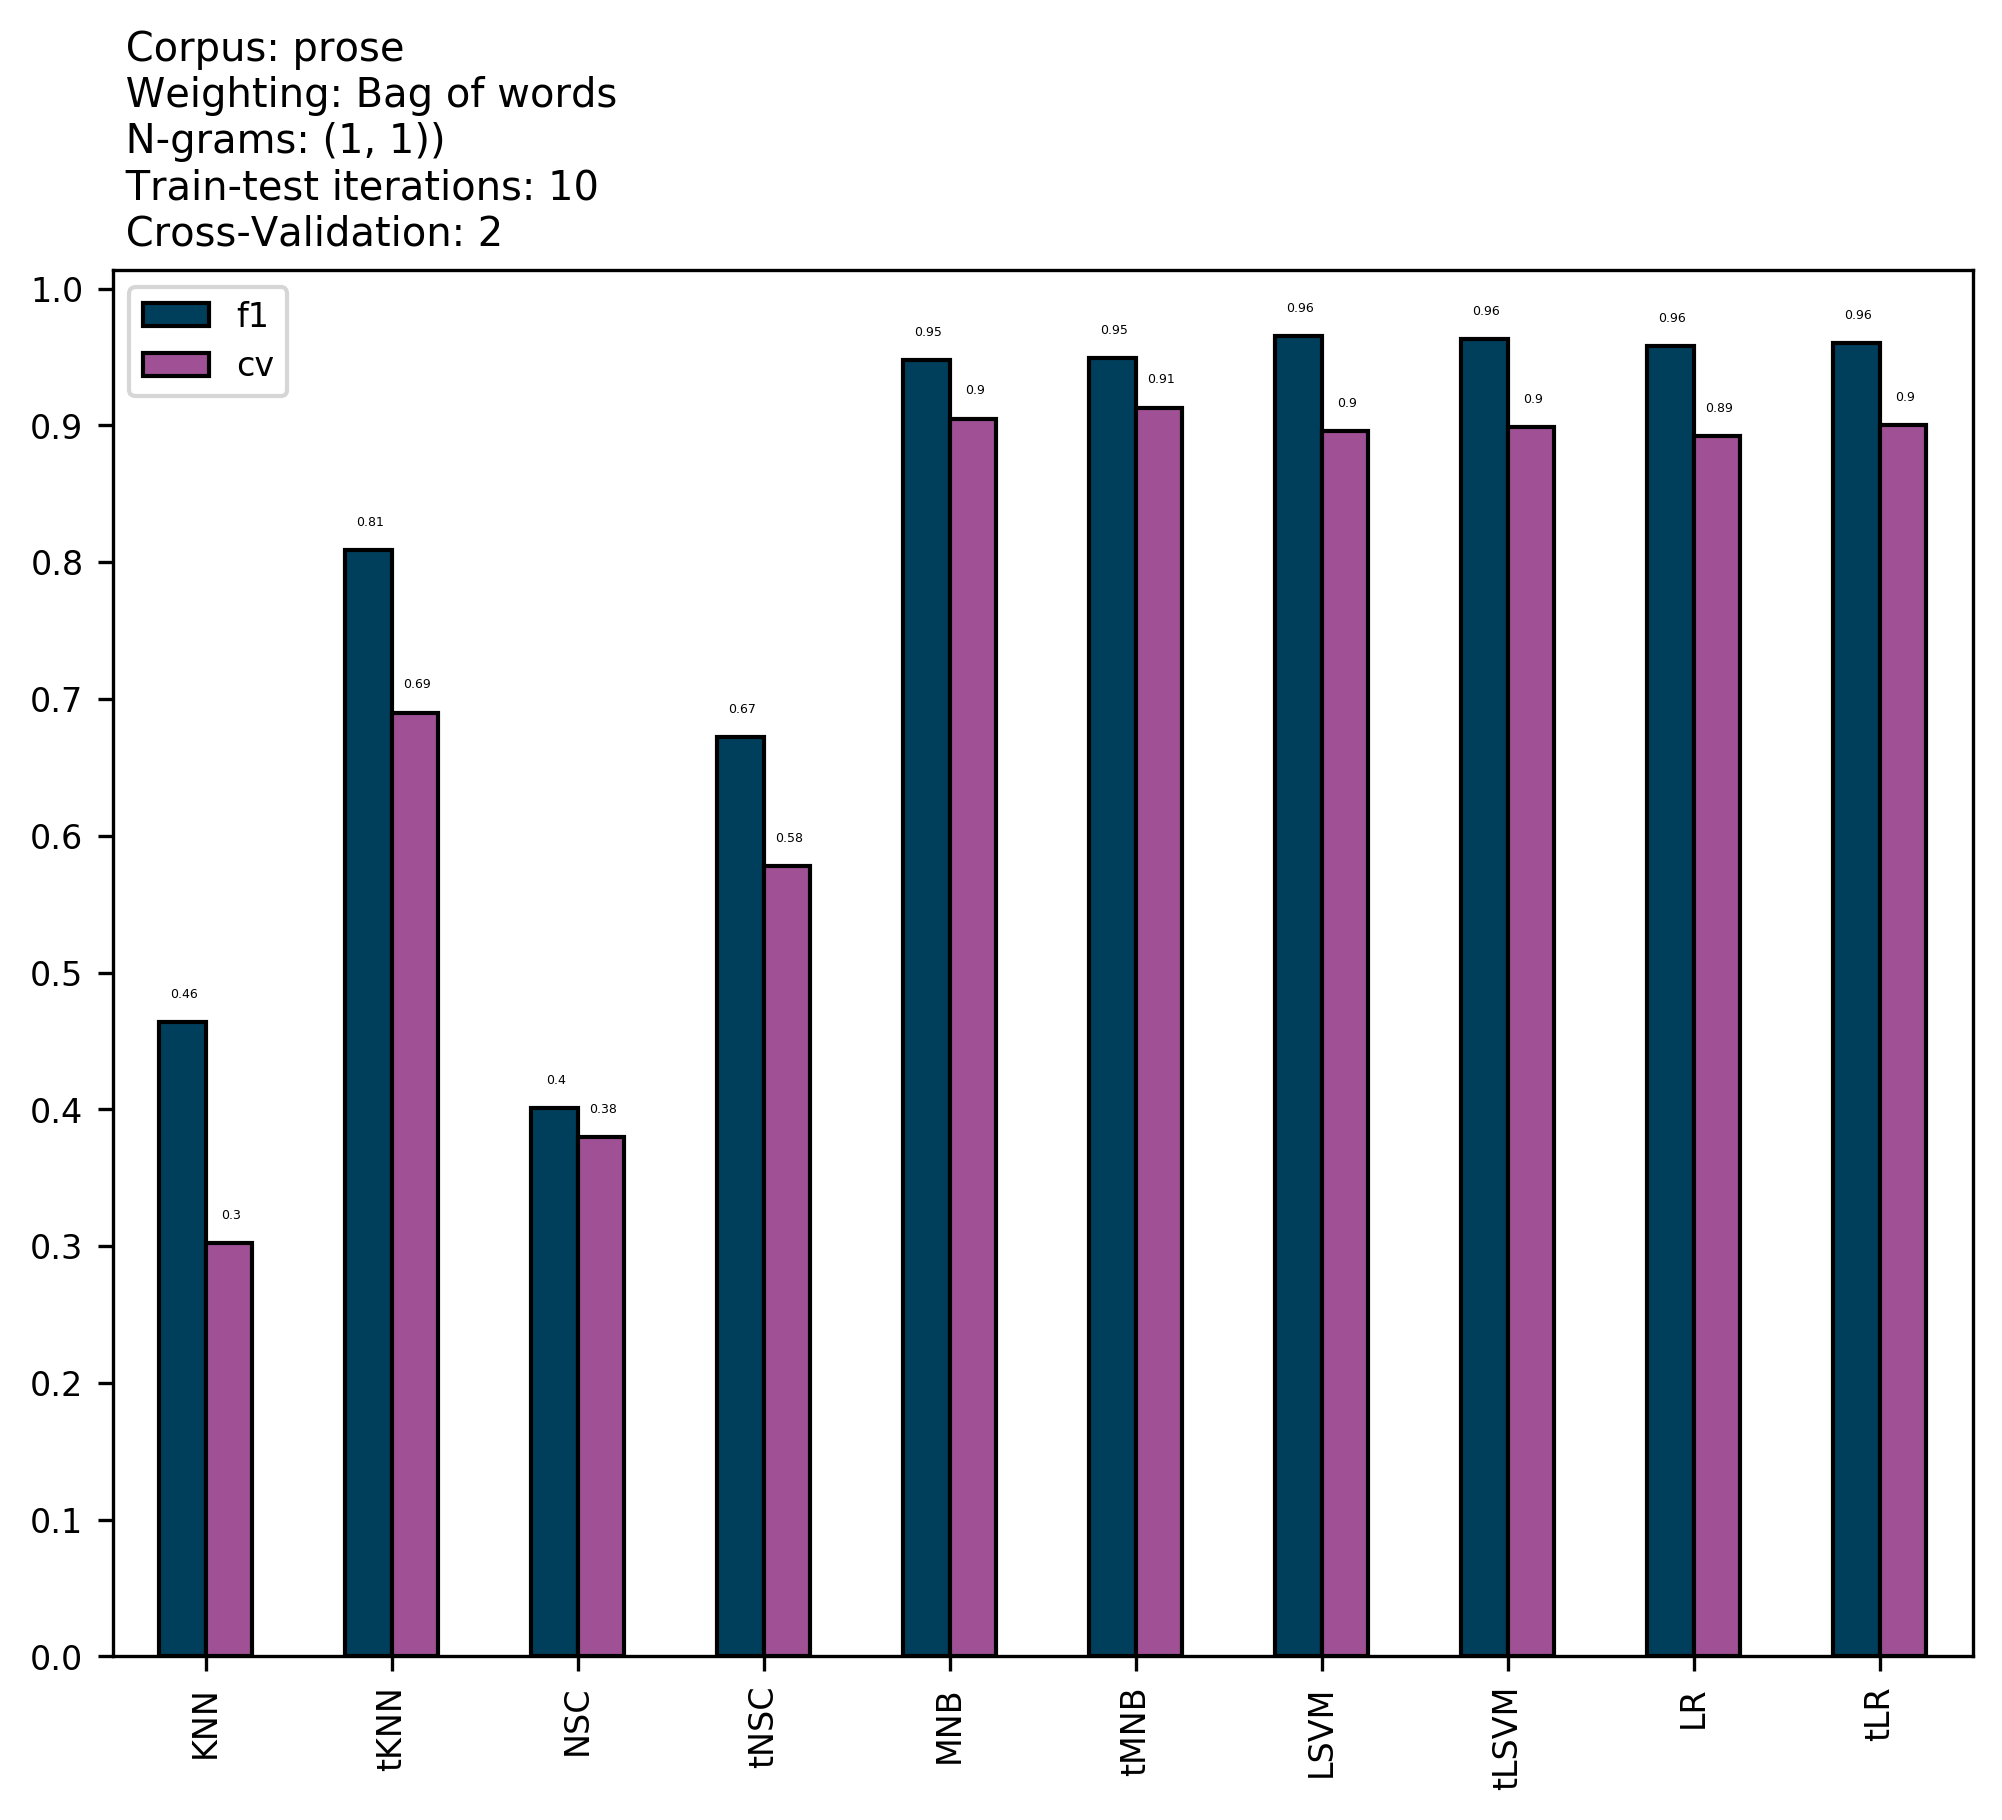 Corpus: prose
Weighting: Bag of words
N-grams: (1, 1))
Train-test iterations: 10
Cross-Validation: 2
f1
cv
1.0
0.9
0.8
0.7
0.6
0.5
0.4
0.3
0.2
0.1
0.0
0.46
0.3
0.81
0.69
0.4
0.38
0.67
0.58
0.95
0.9
0.95
0.91
0.96
0.9
0.96
0.9
0.96
0.89
0.96
0.9
KNN
tKNN
NSC
tNSC
MNB
tMNB
LSVM
tLSVM
LR
tLR